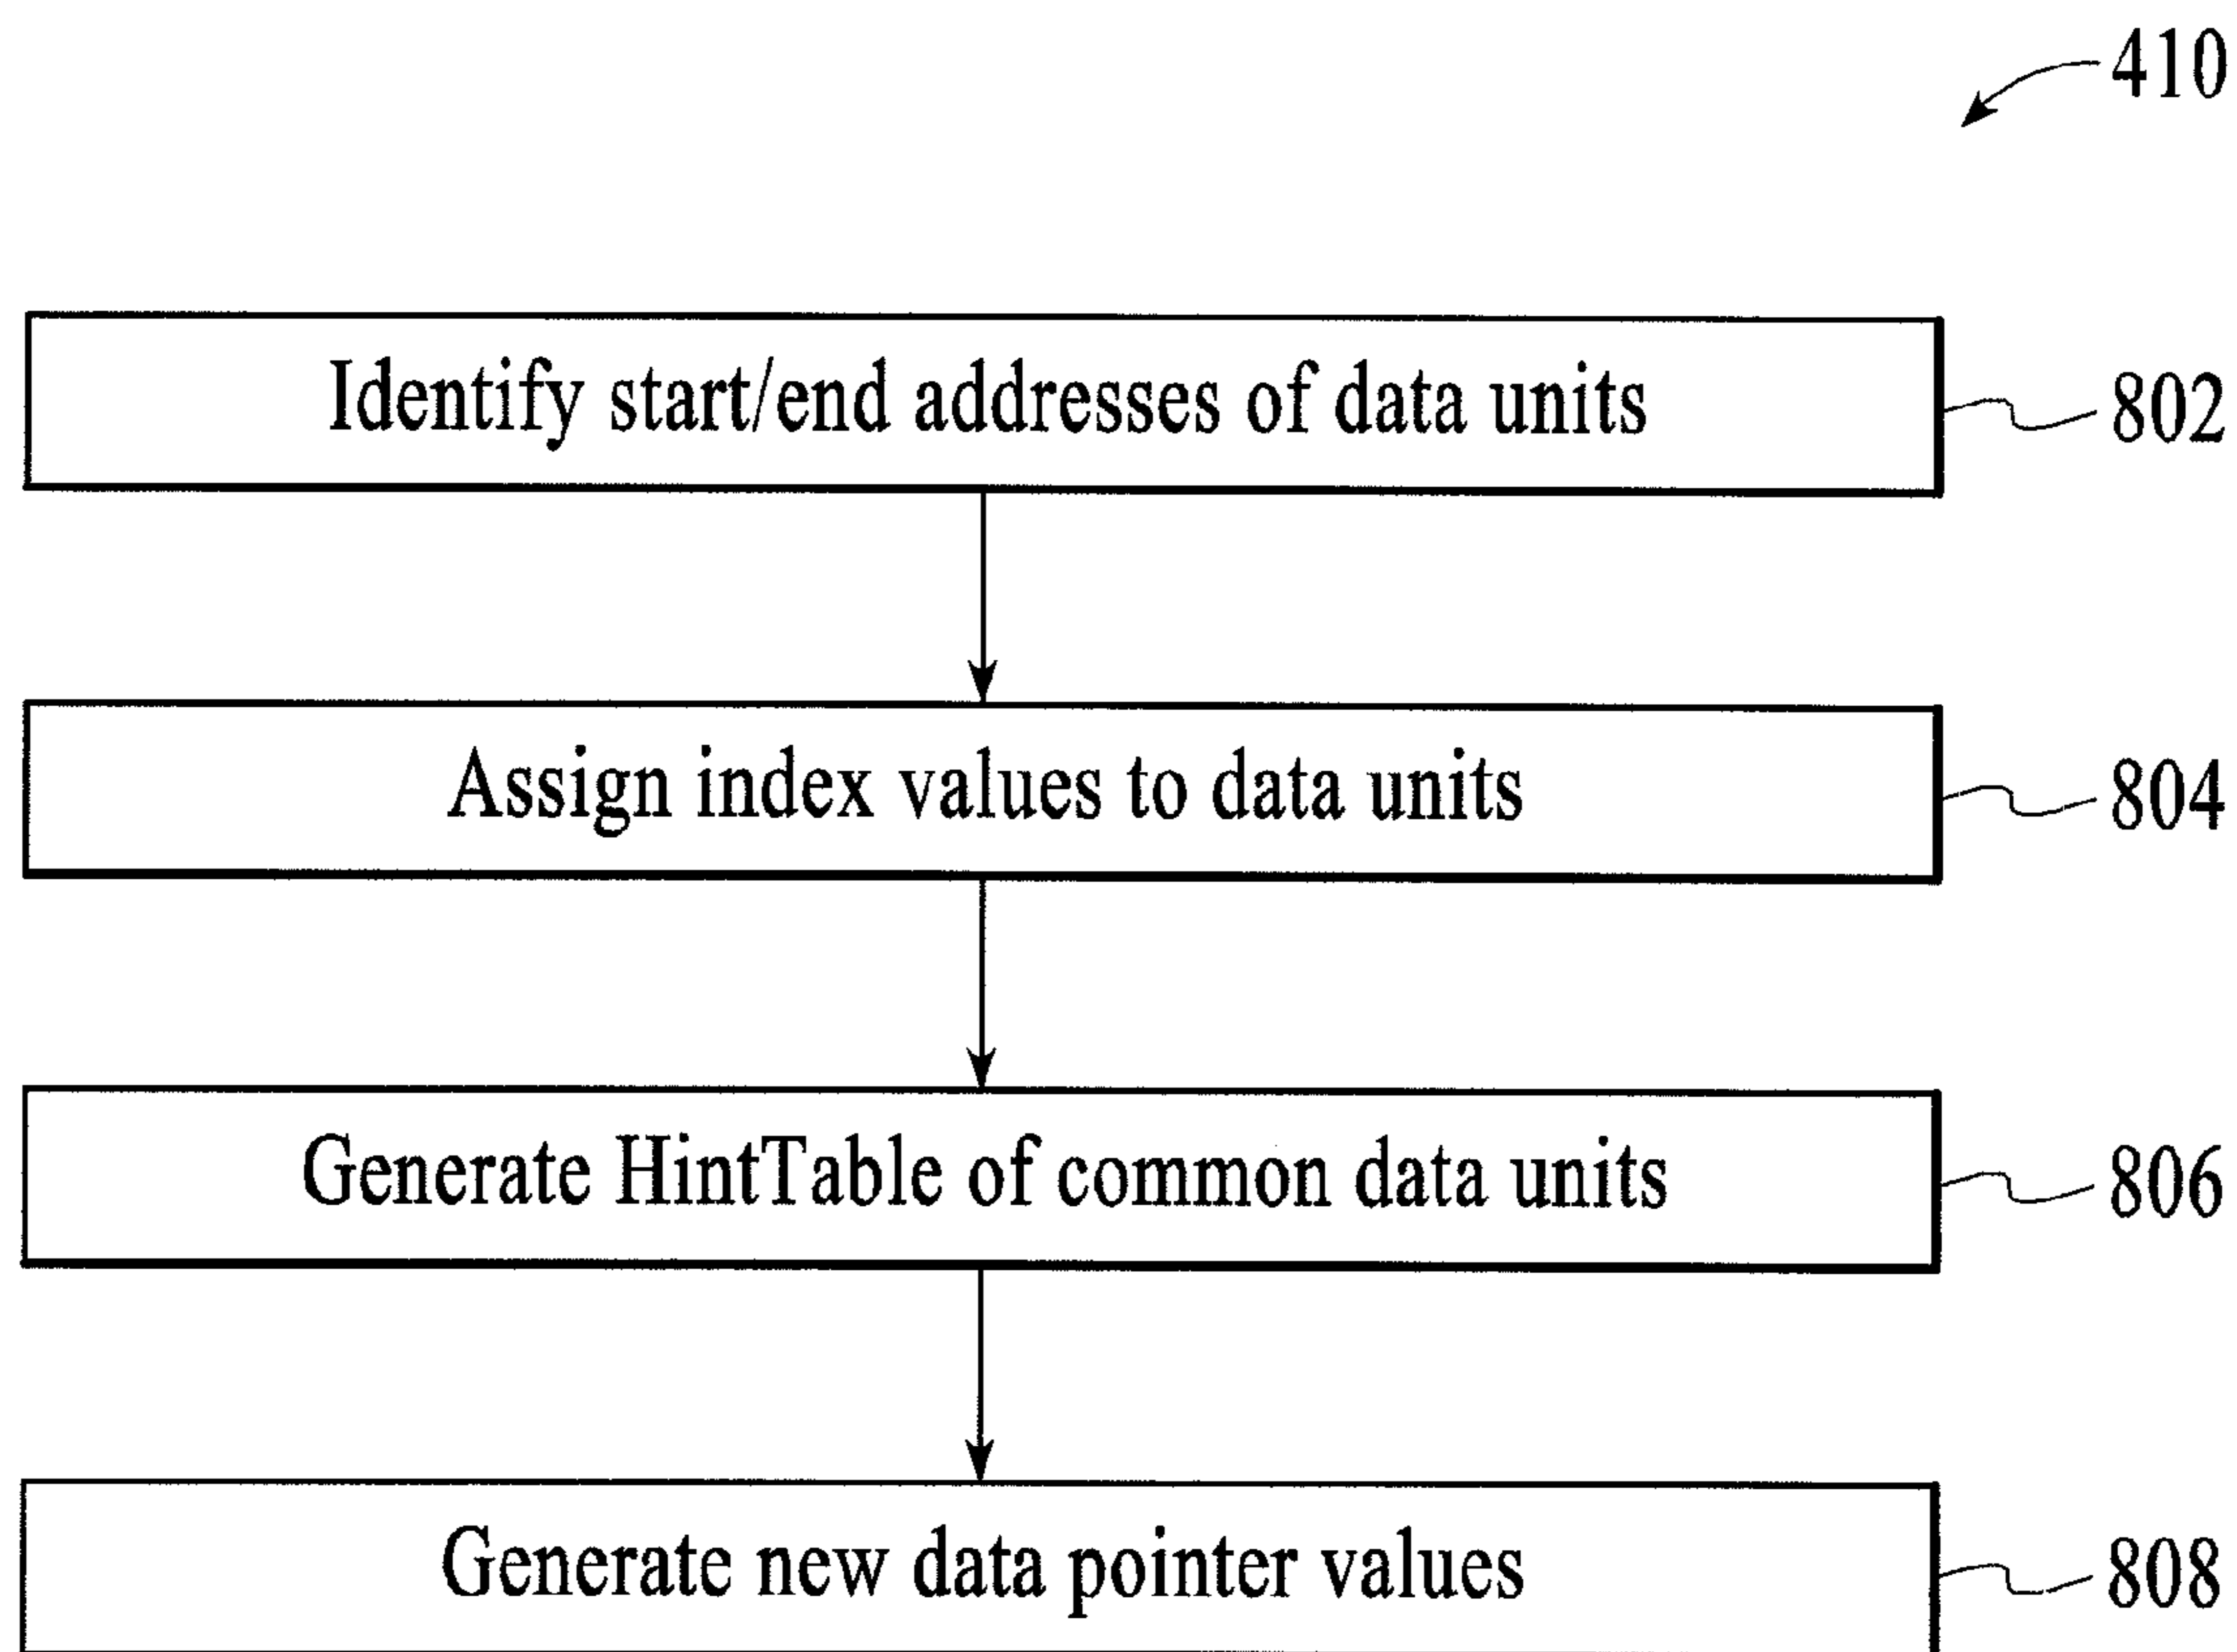 410
Identify start/end addresses of data units
802
Assign index values to data units
804
Generate HintTable of common data units
806
Generate new data pointer values
808